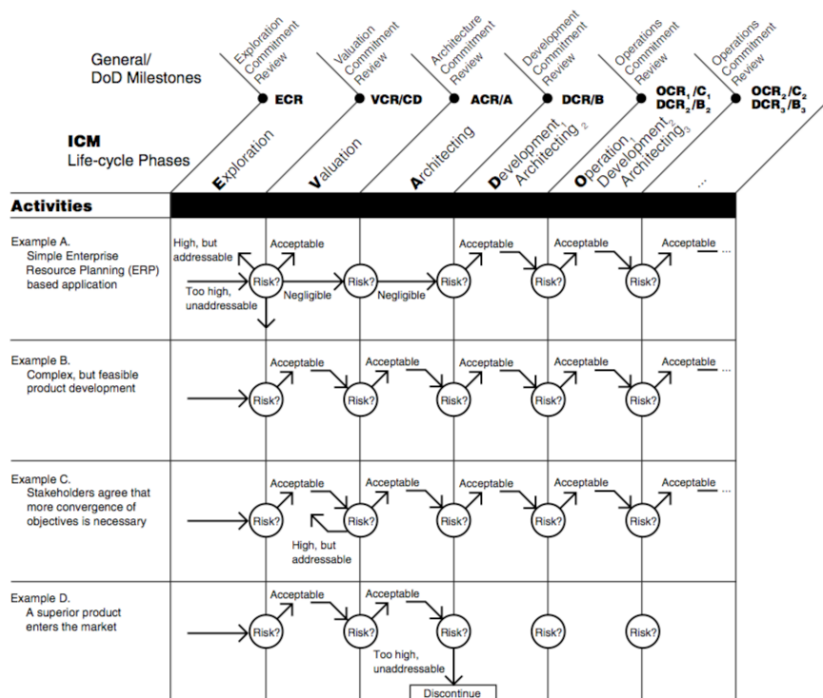 General/
DoD Milestones
Exploration
Commitment
Review
Valuation
Commitment
Review
Architecture
Commitment
Review
Development
Commitment
Review
Operations
Commitment
Review
Operations
Commitment
Review
ECR
VCR/CD
ACR/A
DCR/B
OCR₁/C₁
DCR₂/B₂
OCR₂/C₂
DCR₃/B₃
ICM
Life-cycle Phases
Exploration
Valuation
Architecting
Development₁
Architecting₂
Operation₁
Development₂
Architecting₃
...
Activities
Example A.
Simple Enterprise
Resource Planning (ERP)
based application
High, but
addressable
Acceptable
Acceptable
Acceptable
Acceptable ...
Risk?
Risk?
Risk?
Risk?
Risk?
Too high,
unaddressable
Negligible
Negligible
Example B.
Complex, but feasible
product development
Acceptable
Acceptable
Acceptable
Acceptable
Acceptable ...
Risk?
Risk?
Risk?
Risk?
Risk?
Example C.
Stakeholders agree that
more convergence of
objectives is necessary
Acceptable
Acceptable
Acceptable
Acceptable
Acceptable ...
Risk?
Risk?
Risk?
Risk?
Risk?
High, but
addressable
Example D.
A superior product
enters the market
Acceptable
Acceptable
Risk?
Risk?
Risk?
Risk?
Risk?
Too high,
unaddressable
Discontinue